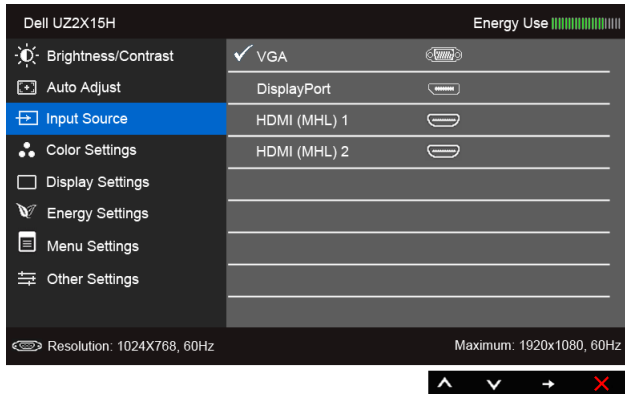 Dell UZ2X15H
Energy Use
Brightness/Contrast
VGA
Auto Adjust
DisplayPort
Input Source
HDMI (MHL) 1
Color Settings
HDMI (MHL) 2
Display Settings
Energy Settings
Menu Settings
Other Settings
Resolution: 1024X768, 60Hz
Maximum: 1920x1080, 60Hz